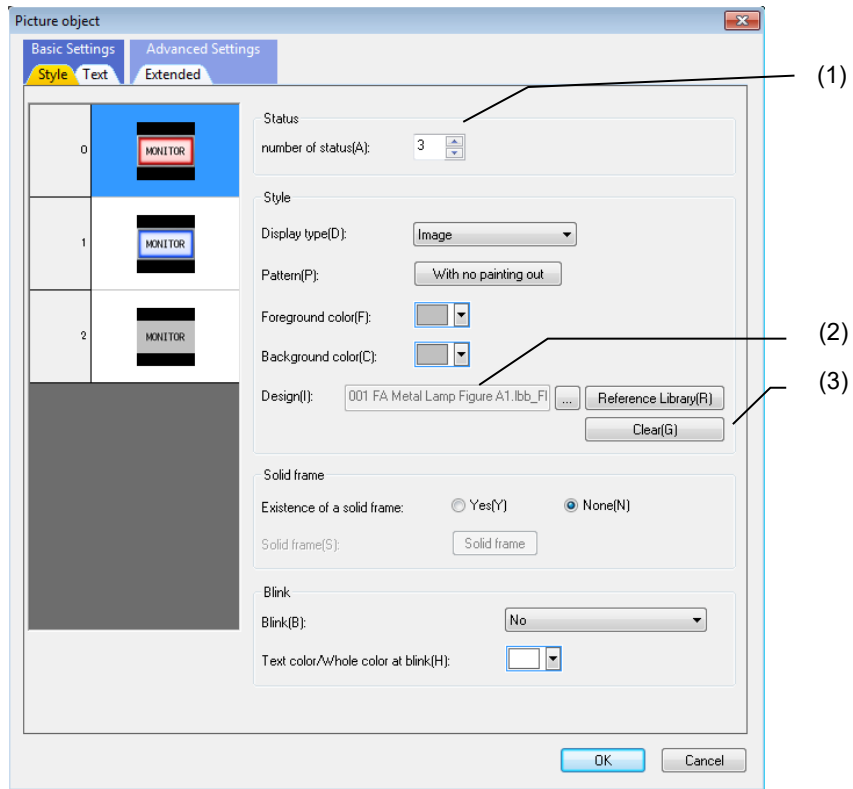 Picture object
Basic Settings Advanced Settings
Style Text Extended
(1)
0 MONITOR
1 MONITOR
2 MONITOR
Status
number of status(A): 3
Style
Display type(D): Image
Pattern(P): With no painting out
Foreground color(F):
Background color(C):
(2)
Design(I): 001 FA Metal Lamp Figure A1.lbb_Fl ... Reference Library(R)
(3)
Clear(G)
Solid frame
Existence of a solid frame: Yes(Y) None(N)
Solid frame(S): Solid frame
Blink
Blink(B): No
Text color/Whole color at blink(H):
OK Cancel